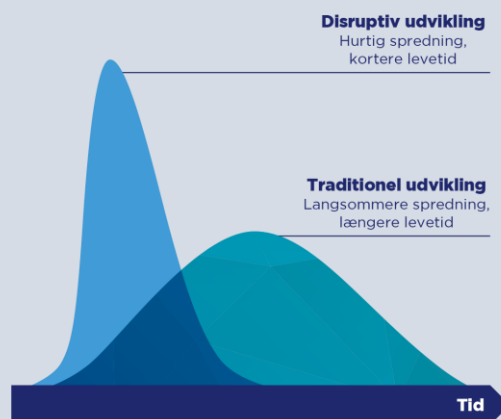 Disruptiv udvikling
Hurtig spredning,
kortere levetid
Traditionel udvikling
Langsommere spredning,
længere levetid
Tid